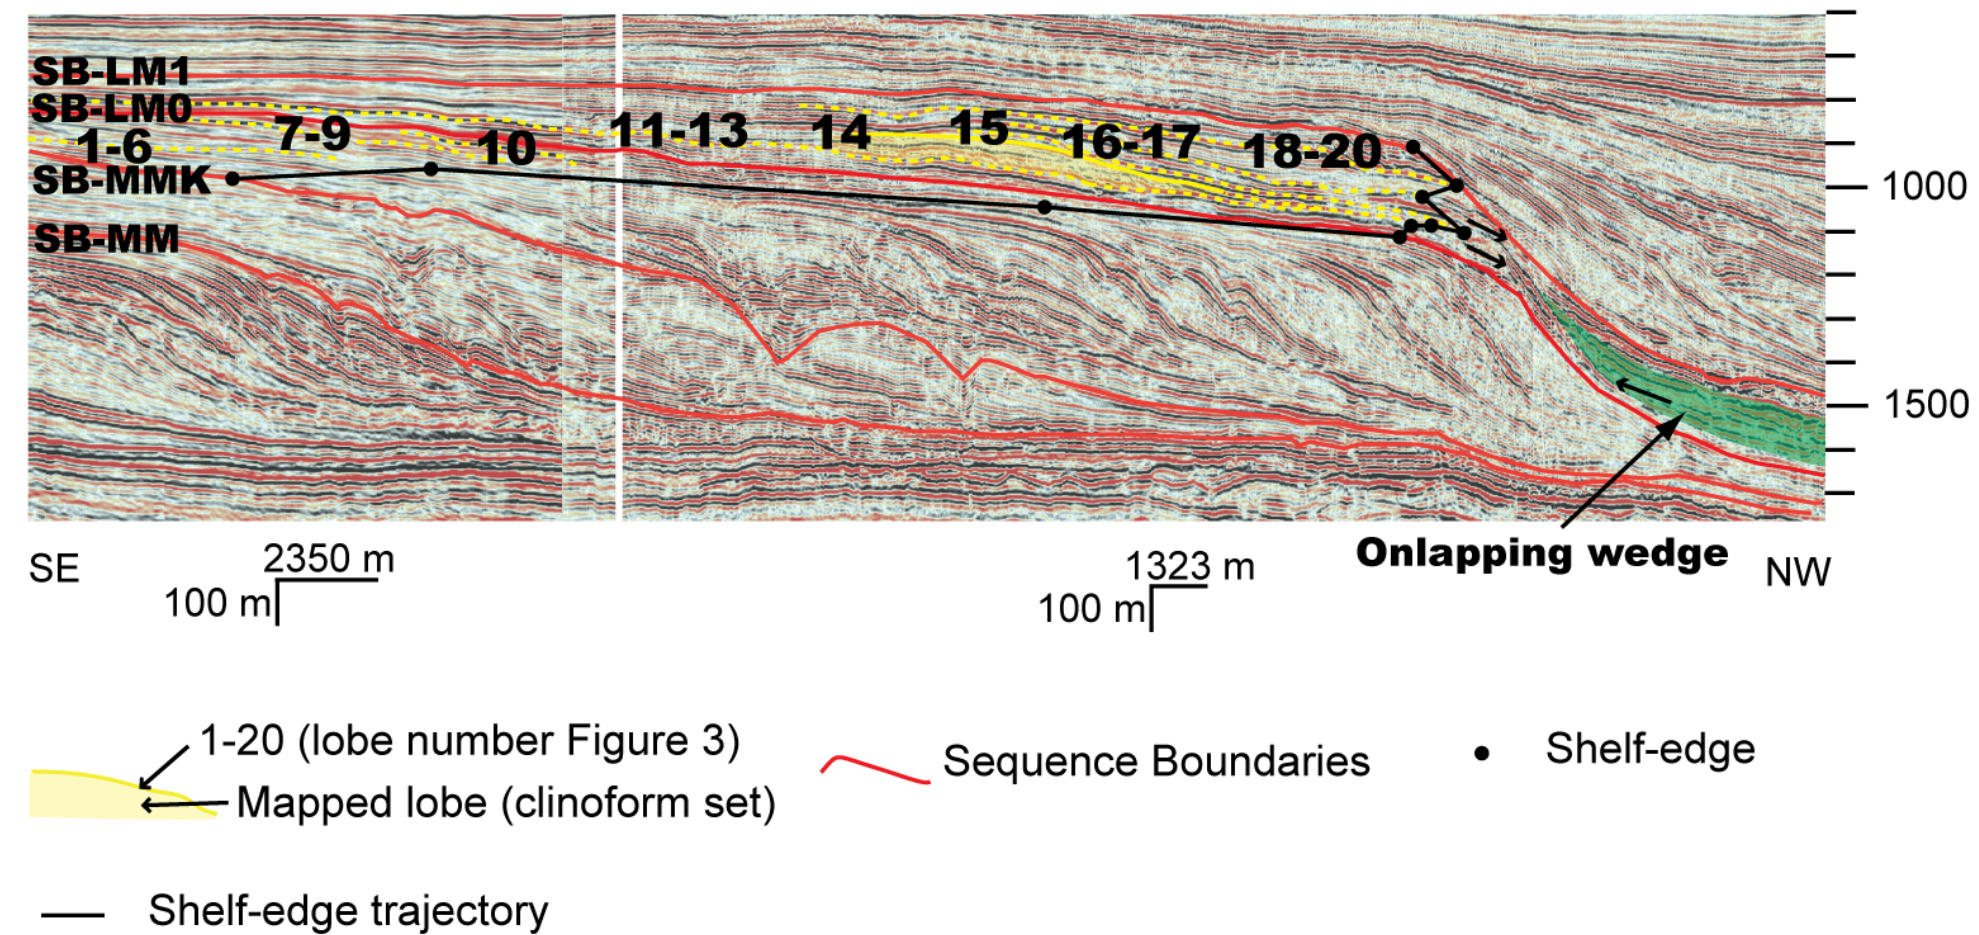 SB-LM1
SB-LM0
1-6
7-9
10
11-13
14
15
16-17
18-20
SB-MMK
SB-MM
1000
1500
Onlapping wedge
SE
NW
2350 m
100 m
1323 m
100 m
1-20 (lobe number Figure 3)
Mapped lobe (clinoform set)
Sequence Boundaries
Shelf-edge
Shelf-edge trajectory